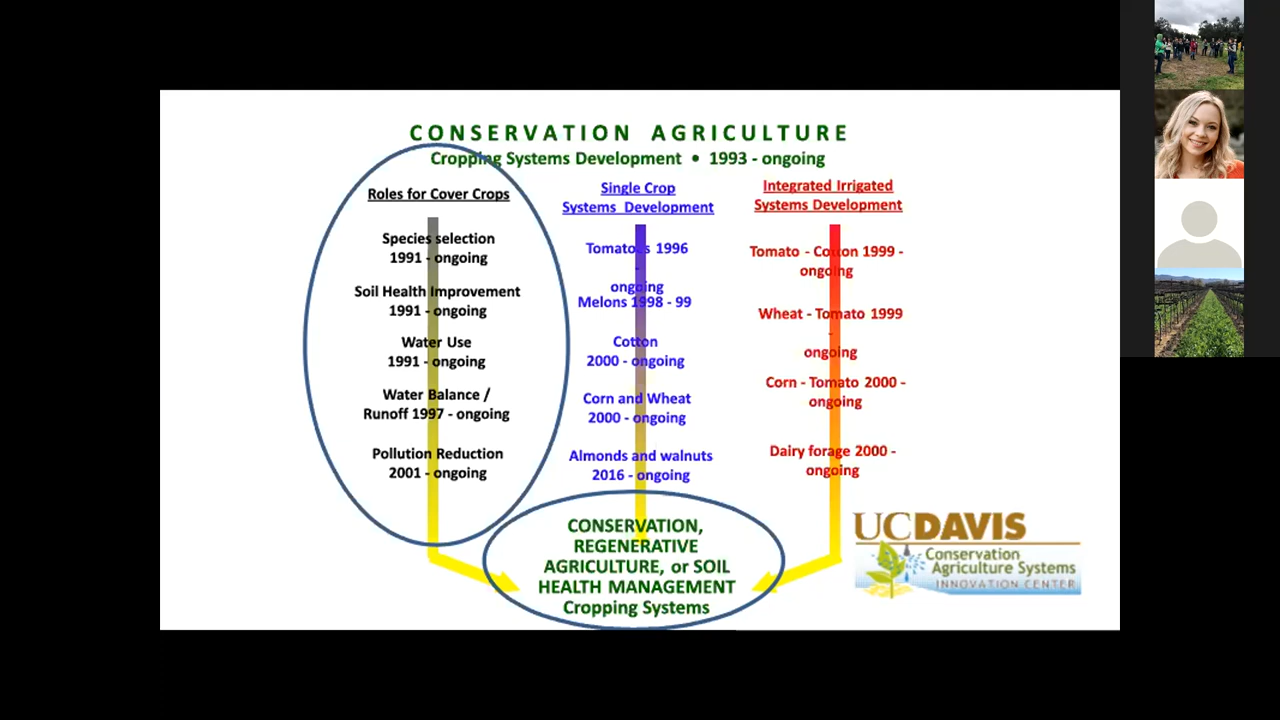 CONSERVATION AGRICULTURE
Cropping Systems Development • 1993 - ongoing
Roles for Cover Crops
Species selection
1991 - ongoing
Soil Health Improvement
1991 - ongoing
Water Use
1991 - ongoing
Water Balance /
Runoff 1997 - ongoing
Pollution Reduction
2001 - ongoing
Single Crop
Systems Development
Tomatoes 1996
-
ongoing
Melons 1998 - 99
Cotton
2000 - ongoing
Corn and Wheat
2000 - ongoing
Almonds and walnuts
2016 - ongoing
Integrated Irrigated
Systems Development
Tomato - Cotton 1999 -
ongoing
Wheat - Tomato 1999
-
ongoing
Corn - Tomato 2000 -
ongoing
Dairy forage 2000 -
ongoing
CONSERVATION,
REGENERATIVE
AGRICULTURE, or SOIL
HEALTH MANAGEMENT
Cropping Systems
UCDAVIS
Conservation
Agriculture Systems
INNOVATION CENTER